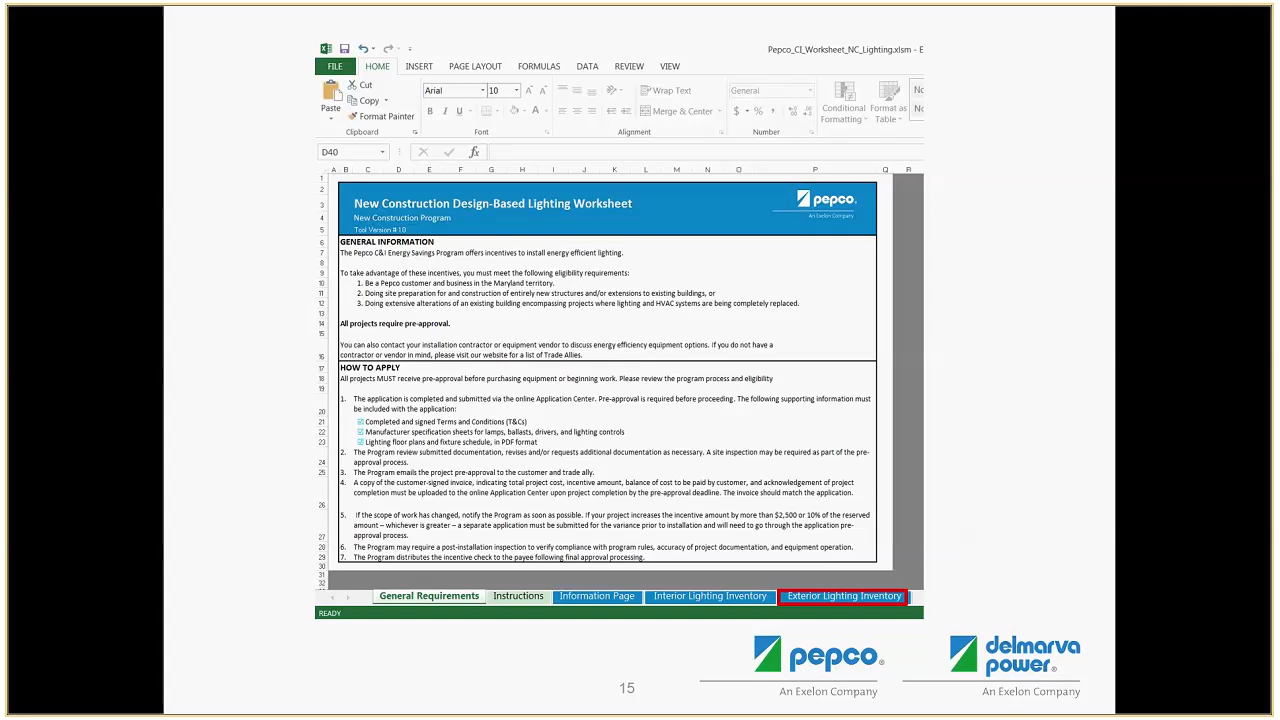 Pepco_CI_Worksheet_NC_Lighting.xlsm - E
FILE HOME INSERT PAGE LAYOUT FORMULAS DATA REVIEW VIEW
Paste
Cut
Copy
Format Painter
Clipboard
Arial 10
B I U A
Font
Wrap Text
Merge & Center
Alignment
General
$ % ,
Number
Conditional Formatting
Format as Table
No
No
D40 fx
A B C D E F G H I J K L M N O P Q R
New Construction Design-Based Lighting Worksheet
New Construction Program
Tool Version # 1.0
pepco
An Exelon Company
GENERAL INFORMATION
The Pepco C&I Energy Savings Program offers incentives to install energy efficient lighting.
To take advantage of these incentives, you must meet the following eligibility requirements:
1. Be a Pepco customer and business in the Maryland territory.
2. Doing site preparation for and construction of entirely new structures and/or extensions to existing buildings, or
3. Doing extensive alterations of an existing building encompassing projects where lighting and HVAC systems are being completely replaced.
All projects require pre-approval.
You can also contact your installation contractor or equipment vendor to discuss energy efficiency equipment options. If you do not have a
contractor or vendor in mind, please visit our website for a list of Trade Allies.
HOW TO APPLY
All projects MUST receive pre-approval before purchasing equipment or beginning work. Please review the program process and eligibility
1. The application is completed and submitted via the online Application Center. Pre-approval is required before proceeding. The following supporting information must
be included with the application:
Completed and signed Terms and Conditions (T&Cs)
Manufacturer specification sheets for lamps, ballasts, drivers, and lighting controls
Lighting floor plans and fixture schedule, in PDF format
2. The Program review submitted documentation, revises and/or requests additional documentation as necessary. A site inspection may be required as part of the pre-
approval process.
3. The Program emails the project pre-approval to the customer and trade ally.
4. A copy of the customer-signed invoice, indicating total project cost, incentive amount, balance of cost to be paid by customer, and acknowledgement of project
completion must be uploaded to the online Application Center upon project completion by the pre-approval deadline. The invoice should match the application.
5. If the scope of work has changed, notify the Program as soon as possible. If your project increases the incentive amount by more than $2,500 or 10% of the reserved
amount – whichever is greater – a separate application must be submitted for the variance prior to installation and will need to go through the application pre-
approval process.
6. The Program may require a post-installation inspection to verify compliance with program rules, accuracy of project documentation, and equipment operation.
7. The Program distributes the incentive check to the payee following final approval processing.
General Requirements Instructions Information Page Interior Lighting Inventory Exterior Lighting Inventory
READY
15
pepco®
An Exelon Company
delmarva
power®
An Exelon Company